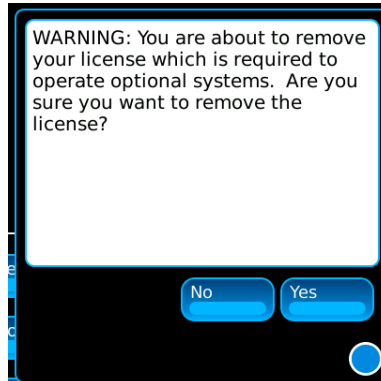 WARNING: You are about to remove
your license which is required to
operate optional systems.  Are you
sure you want to remove the
license?
No
Yes